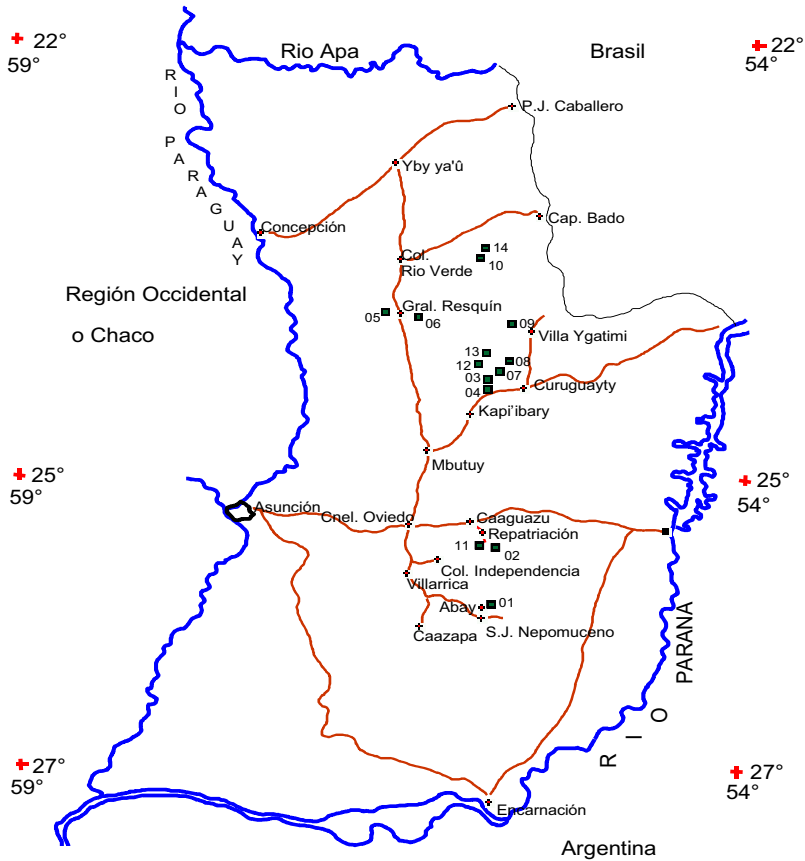 22°
59°
Rio Apa
Brasil
22°
54°
RIO PARAGUAY
P.J. Caballero
Yby ya'û
Concepción
Cap. Bado
14
10
Col.
Rio Verde
Región Occidental
o Chaco
05
Gral. Resquín
06
09
Villa Ygatimi
13
12
08
07
03
04
Curuguayty
Kapi'ibary
Mbutuy
25°
59°
25°
54°
Asunción
Cnel. Oviedo
Caaguazu
Repatriación
11
02
Col. Independencia
Villarrica
Abay
01
Caazapa
S.J. Nepomuceno
RIO PARANA
27°
59°
27°
54°
Encarnación
Argentina